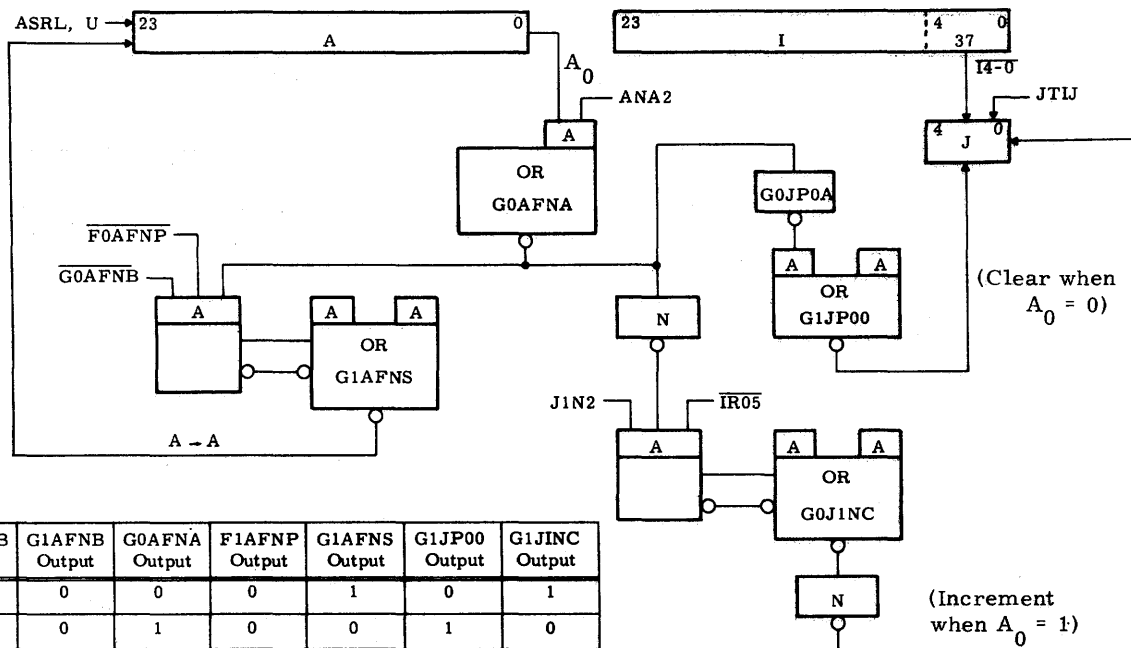 ASRL, U
23 0
A
23 4 0
I 37
A0
I4-0
ANA2
JTIJ
A
4 0
J
OR
G0AFNA
G0JP0A
F0AFNP
G0AFNB
A
A A
OR
G1AFNS
A → A
N
A A
OR
G1JP00
(Clear when
A0 = 0)
J1N2
IR05
A
A A
OR
G0J1NC
N
(Increment
when A0 = 1)
B G1AFNB Output G0AFNA Output F1AFNP Output G1AFNS Output G1JP00 Output G1JINC Output
0 0 0 1 0 1
0 1 0 0 1 0